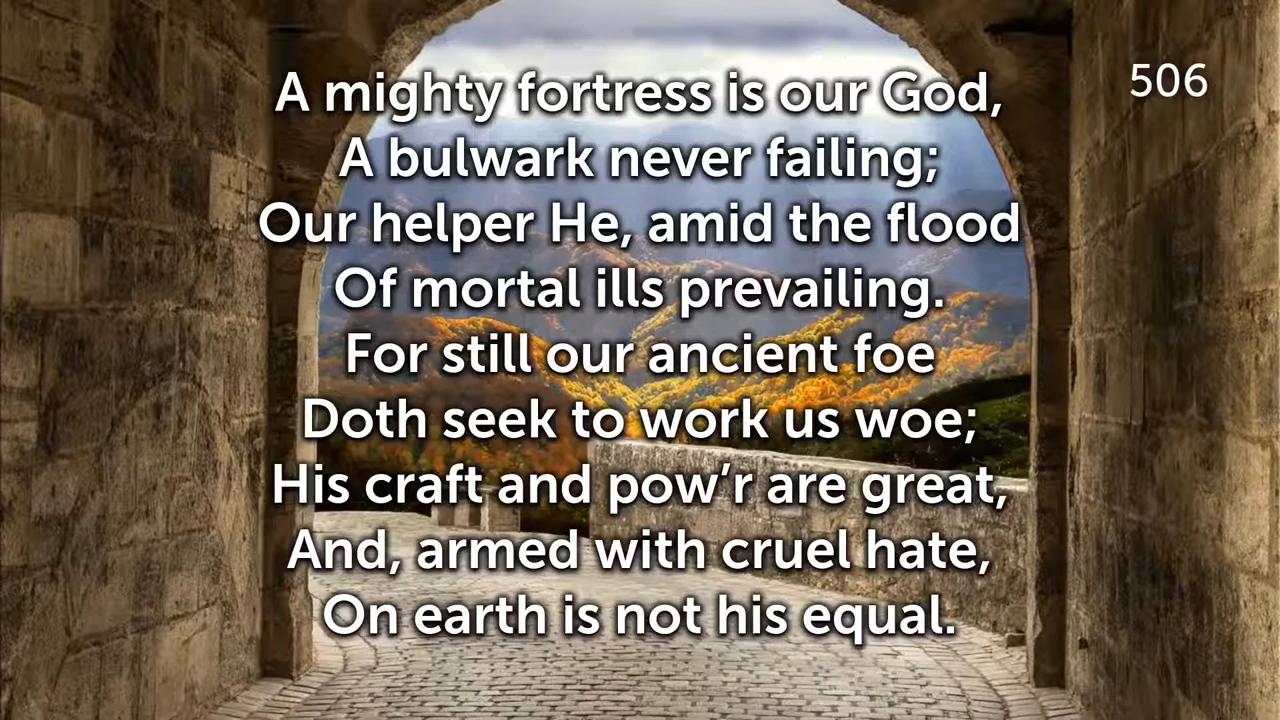 506
A mighty fortress is our God,
A bulwark never failing;
Our helper He, amid the flood
Of mortal ills prevailing.
For still our ancient foe
Doth seek to work us woe;
His craft and pow’r are great,
And, armed with cruel hate,
On earth is not his equal.